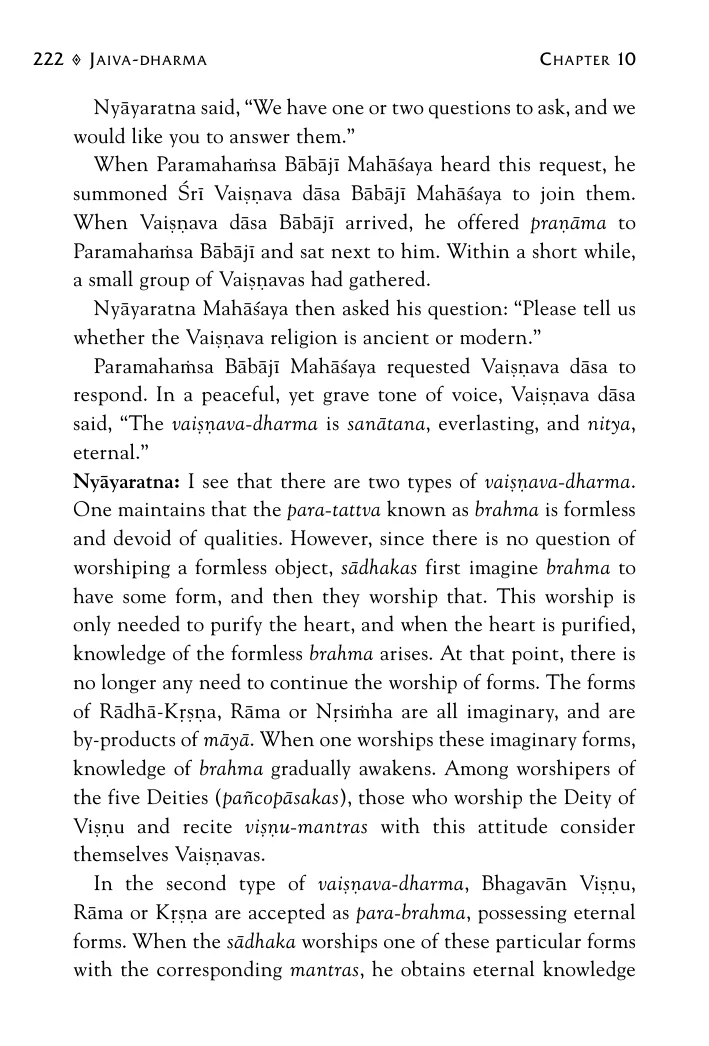 222 ◈ JAIVA-DHARMA CHAPTER 10
Nyāyaratna said, “We have one or two questions to ask, and we
would like you to answer them.”
When Paramahaṁsa Bābājī Mahāśaya heard this request, he
summoned Śrī Vaiṣṇava dāsa Bābājī Mahāśaya to join them.
When Vaiṣṇava dāsa Bābājī arrived, he offered praṇāma to
Paramahaṁsa Bābājī and sat next to him. Within a short while,
a small group of Vaiṣṇavas had gathered.
Nyāyaratna Mahāśaya then asked his question: “Please tell us
whether the Vaiṣṇava religion is ancient or modern.”
Paramahaṁsa Bābājī Mahāśaya requested Vaiṣṇava dāsa to
respond. In a peaceful, yet grave tone of voice, Vaiṣṇava dāsa
said, “The vaiṣṇava-dharma is sanātana, everlasting, and nitya,
eternal.”
Nyāyaratna: I see that there are two types of vaiṣṇava-dharma.
One maintains that the para-tattva known as brahma is formless
and devoid of qualities. However, since there is no question of
worshiping a formless object, sādhakas first imagine brahma to
have some form, and then they worship that. This worship is
only needed to purify the heart, and when the heart is purified,
knowledge of the formless brahma arises. At that point, there is
no longer any need to continue the worship of forms. The forms
of Rādhā-Kṛṣṇa, Rāma or Nṛsiṁha are all imaginary, and are
by-products of māyā. When one worships these imaginary forms,
knowledge of brahma gradually awakens. Among worshipers of
the five Deities (pañcopāsakas), those who worship the Deity of
Viṣṇu and recite viṣṇu-mantras with this attitude consider
themselves Vaiṣṇavas.
In the second type of vaiṣṇava-dharma, Bhagavān Viṣṇu,
Rāma or Kṛṣṇa are accepted as para-brahma, possessing eternal
forms. When the sādhaka worships one of these particular forms
with the corresponding mantras, he obtains eternal knowledge